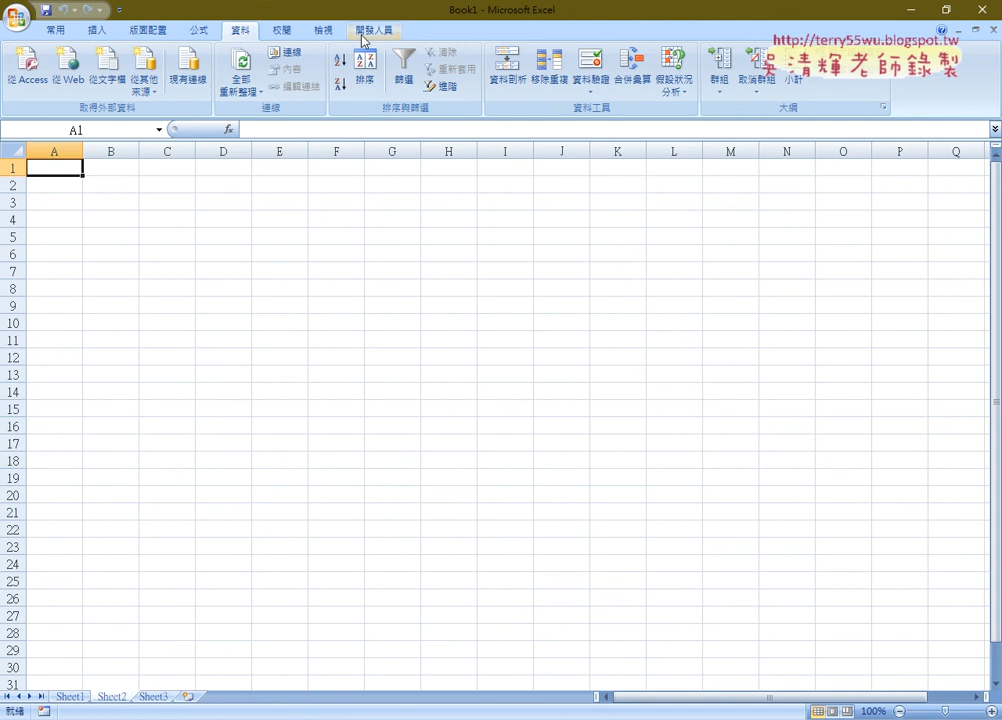 Book1 - Microsoft Excel
常用 插入 版面配置 公式 資料 校閱 檢視 開發人員
http://terry55wu.blogspot.tw
吳清輝老師錄製
從 Access 從 Web 從文字檔 從其他來源 現有連線
取得外部資料
全部重新整理 連線 內容 編輯連結
連線
排序 篩選 清除 重新套用 進階
排序與篩選
資料剖析 移除重複 資料驗證 合併彙算 假設狀況分析
資料工具
群組 取消群組 小計
大綱
A1 fx
A B C D E F G H I J K L M N O P Q
1
2
3
4
5
6
7
8
9
10
11
12
13
14
15
16
17
18
19
20
21
22
23
24
25
26
27
28
29
30
31
Sheet1 Sheet2 Sheet3
就緒 100%